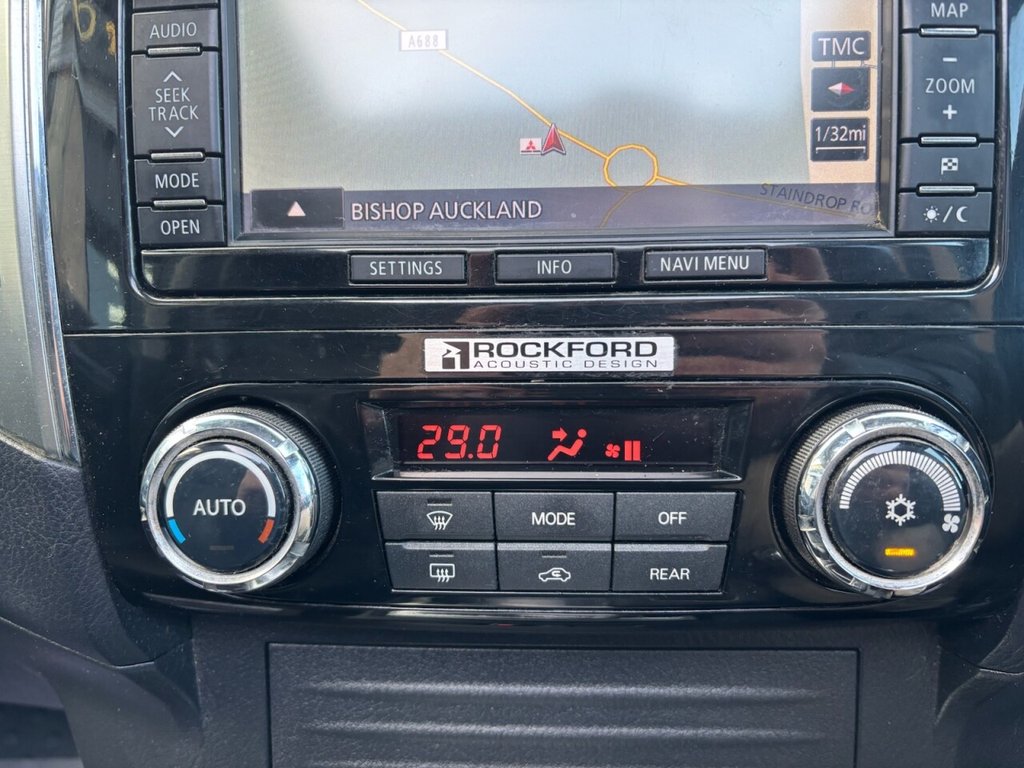 AUDIO
SEEK
TRACK
MODE
OPEN
A688
TMC
1/32mi
STAINDROP
BISHOP AUCKLAND
MAP
ZOOM
SETTINGS
INFO
NAVI MENU
ROCKFORD
ACOUSTIC DESIGN
29.0
AUTO
MODE
OFF
REAR